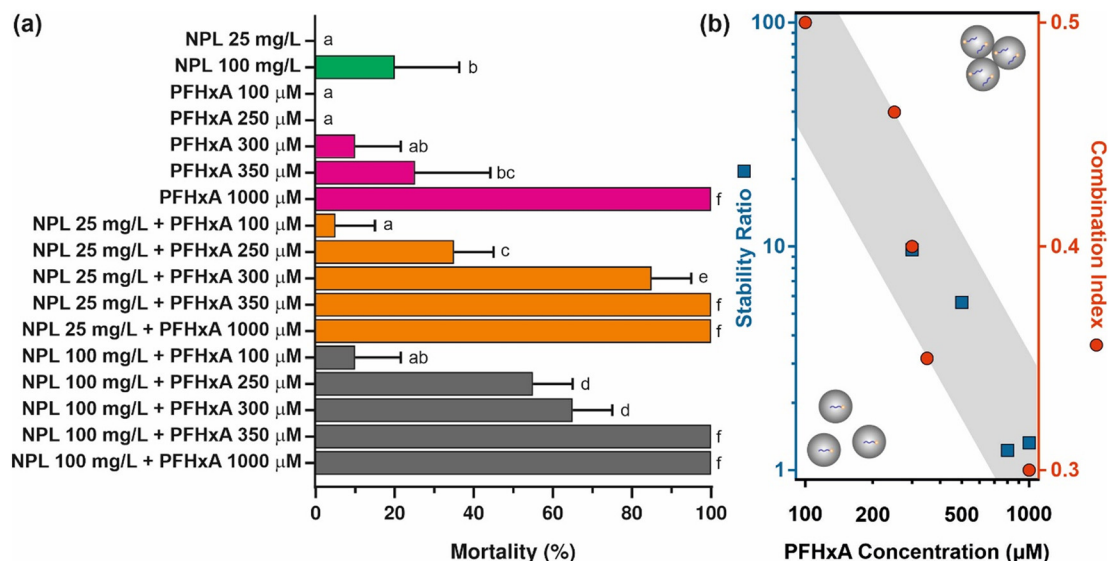 (a)
NPL 25 mg/L a
NPL 100 mg/L b
PFHxA 100 μM a
PFHxA 250 μM a
PFHxA 300 μM ab
PFHxA 350 μM bc
PFHxA 1000 μM f
NPL 25 mg/L + PFHxA 100 μM a
NPL 25 mg/L + PFHxA 250 μM c
NPL 25 mg/L + PFHxA 300 μM e
NPL 25 mg/L + PFHxA 350 μM f
NPL 25 mg/L + PFHxA 1000 μM f
NPL 100 mg/L + PFHxA 100 μM ab
NPL 100 mg/L + PFHxA 250 μM d
NPL 100 mg/L + PFHxA 300 μM d
NPL 100 mg/L + PFHxA 350 μM f
NPL 100 mg/L + PFHxA 1000 μM f
0 20 40 60 80 100
Mortality (%)
(b)
Stability Ratio
100
10
1
0.5
0.4
0.3
Combination Index
100 200 500 1000
PFHxA Concentration (μM)